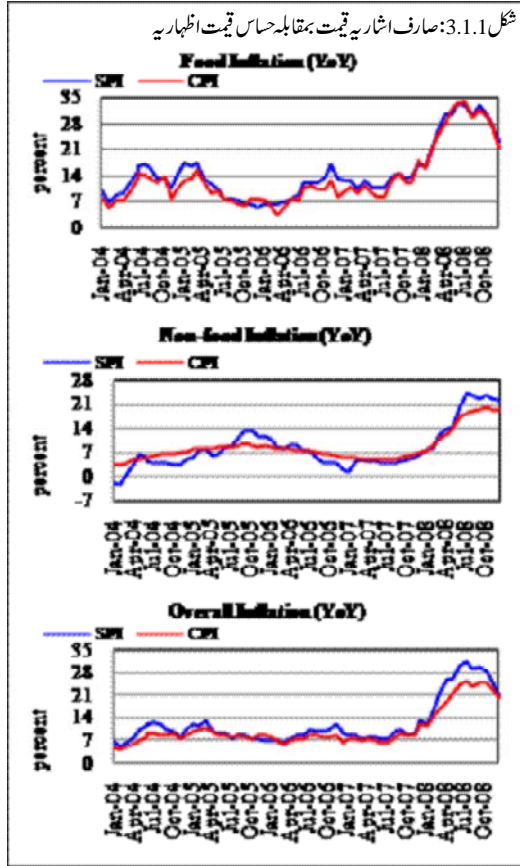 شکل3.1.1: صارف اشاریہ قیمت بمقابلہ حساس قیمت اظہاریہ
Food Inflation (YoY)
SPI CPI
35
28
21
14
7
0
percent
Jan-04 Apr-04 Jul-04 Oct-04 Jan-05 Apr-05 Jul-05 Oct-05 Jan-06 Apr-06 Jul-06 Oct-06 Jan-07 Apr-07 Jul-07 Oct-07 Jan-08 Apr-08 Jul-08 Oct-08
Non-food Inflation (YoY)
SPI CPI
28
21
14
7
0
-7
percent
Jan-04 Apr-04 Jul-04 Oct-04 Jan-05 Apr-05 Jul-05 Oct-05 Jan-06 Apr-06 Jul-06 Oct-06 Jan-07 Apr-07 Jul-07 Oct-07 Jan-08 Apr-08 Jul-08 Oct-08
Overall Inflation (YoY)
SPI CPI
35
28
21
14
7
0
percent
Jan-04 Apr-04 Jul-04 Oct-04 Jan-05 Apr-05 Jul-05 Oct-05 Jan-06 Apr-06 Jul-06 Oct-06 Jan-07 Apr-07 Jul-07 Oct-07 Jan-08 Apr-08 Jul-08 Oct-08